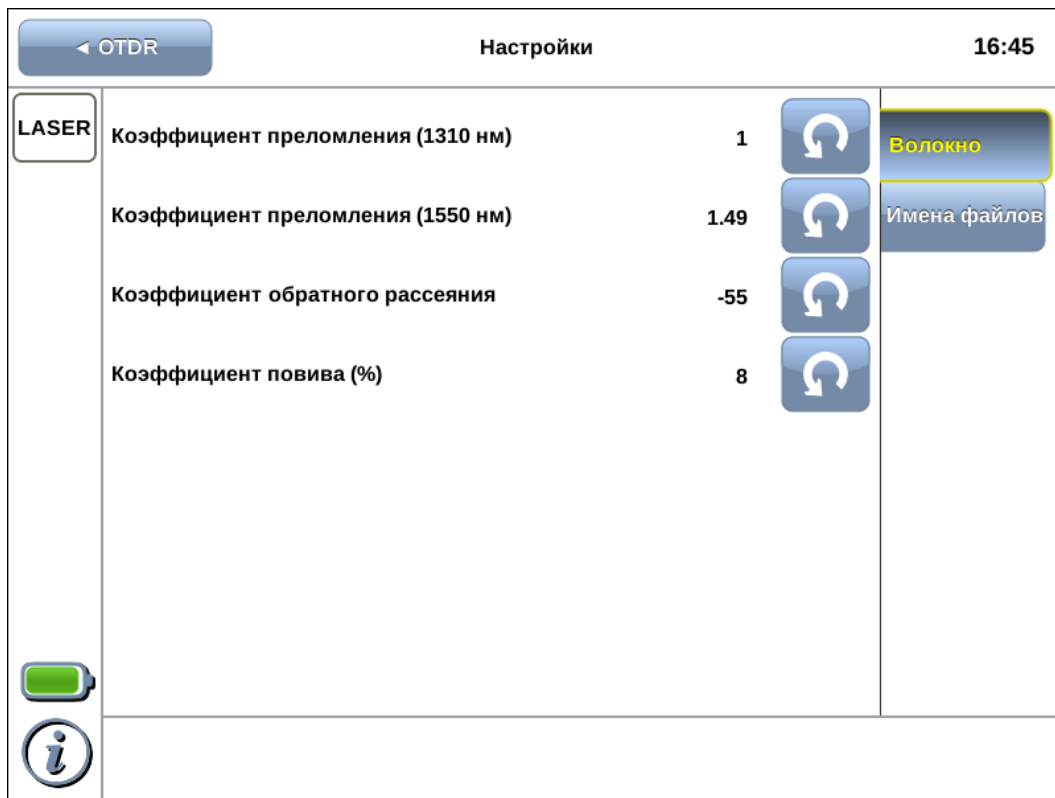 ◄ OTDR
Настройки
16:45
LASER
Коэффициент преломления (1310 нм)
1
Волокно
Коэффициент преломления (1550 нм)
1.49
Имена файлов
Коэффициент обратного рассеяния
-55
Коэффициент повива (%)
8
i